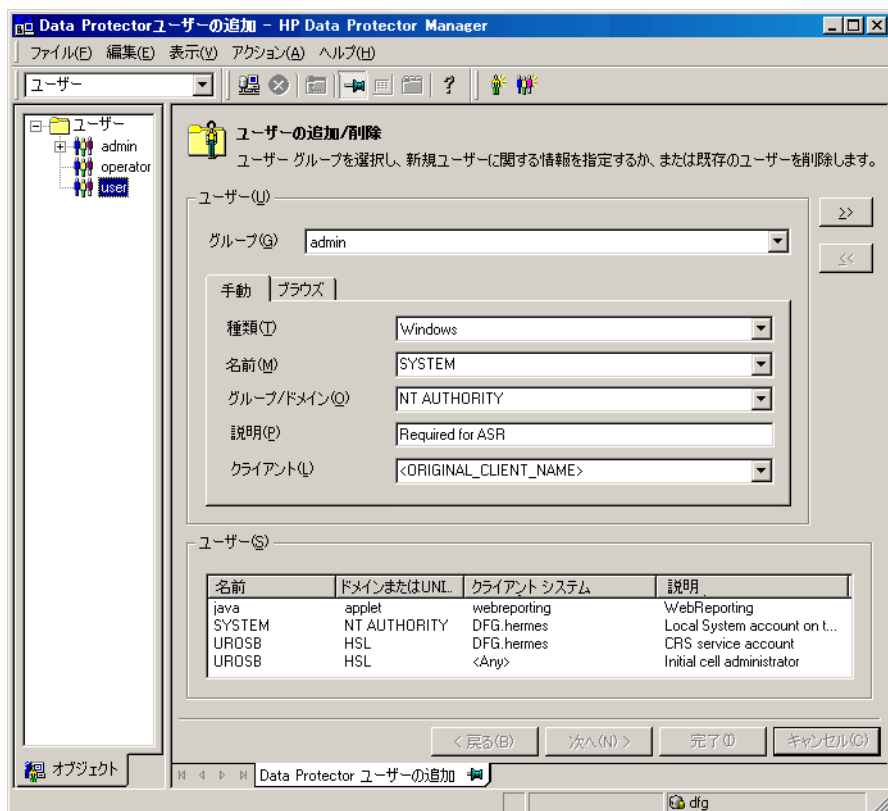 Data Protectorユーザーの追加 - HP Data Protector Manager
ファイル(F) 編集(E) 表示(V) アクション(A) ヘルプ(H)
ユーザー
ユーザー
admin
operator
user
ユーザーの追加/削除
ユーザー グループを選択し、新規ユーザーに関する情報を指定するか、または既存のユーザーを削除します。
ユーザー(U)
>>
<<
グループ(G) admin
手動 ブラウズ
種類(T) Windows
名前(M) SYSTEM
グループ/ドメイン(O) NT AUTHORITY
説明(P) Required for ASR
クライアント(L) <ORIGINAL_CLIENT_NAME>
ユーザー(S)
名前 ドメインまたはUNI... クライアント システム 説明
java applet webreporting WebReporting
SYSTEM NT AUTHORITY DFG.hermes Local System account on t...
UROSB HSL DFG.hermes CRS service account
UROSB HSL <Any> Initial cell administrator
< 戻る(B) 次へ(N) > 完了(I) キャンセル(C)
オブジェクト
Data Protector ユーザーの追加
dfg